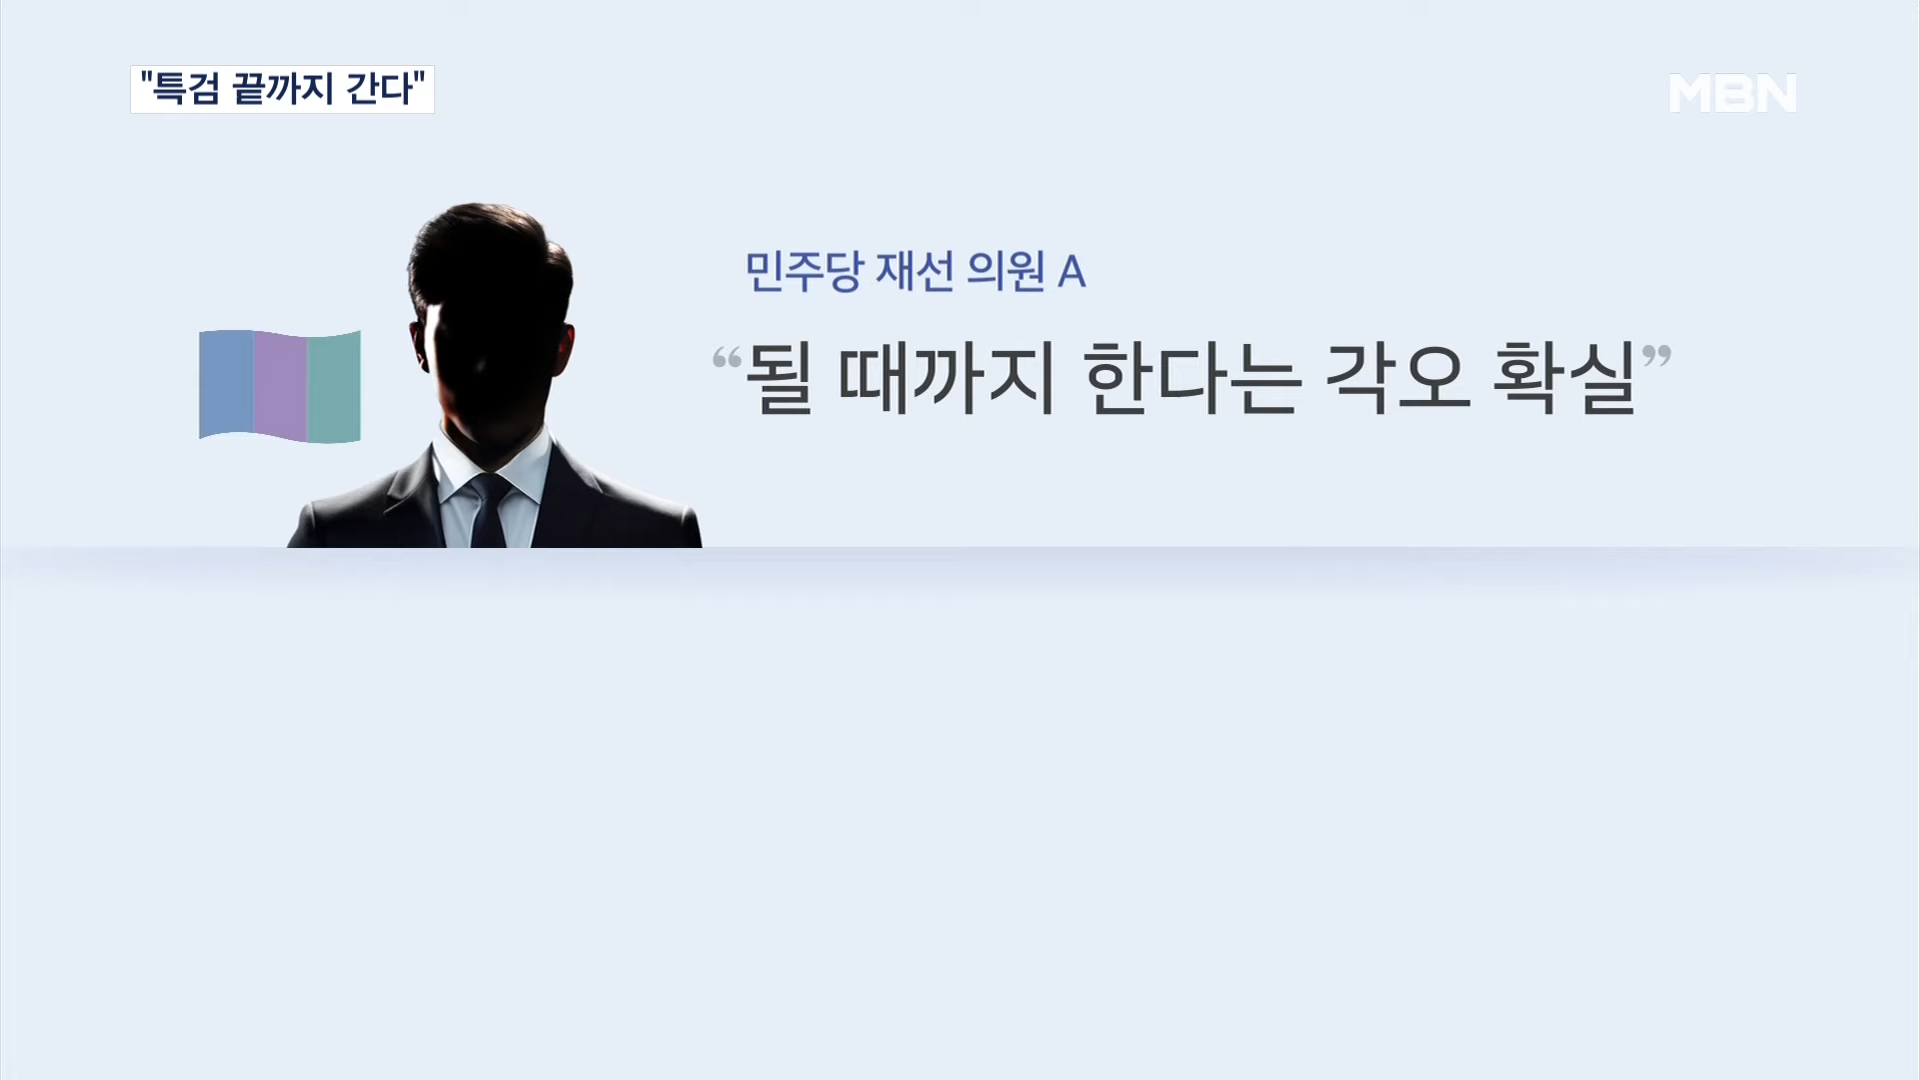 "특검 끝까지 간다"
MBN
민주당 재선 의원 A
“될 때까지 한다는 각오 확실”